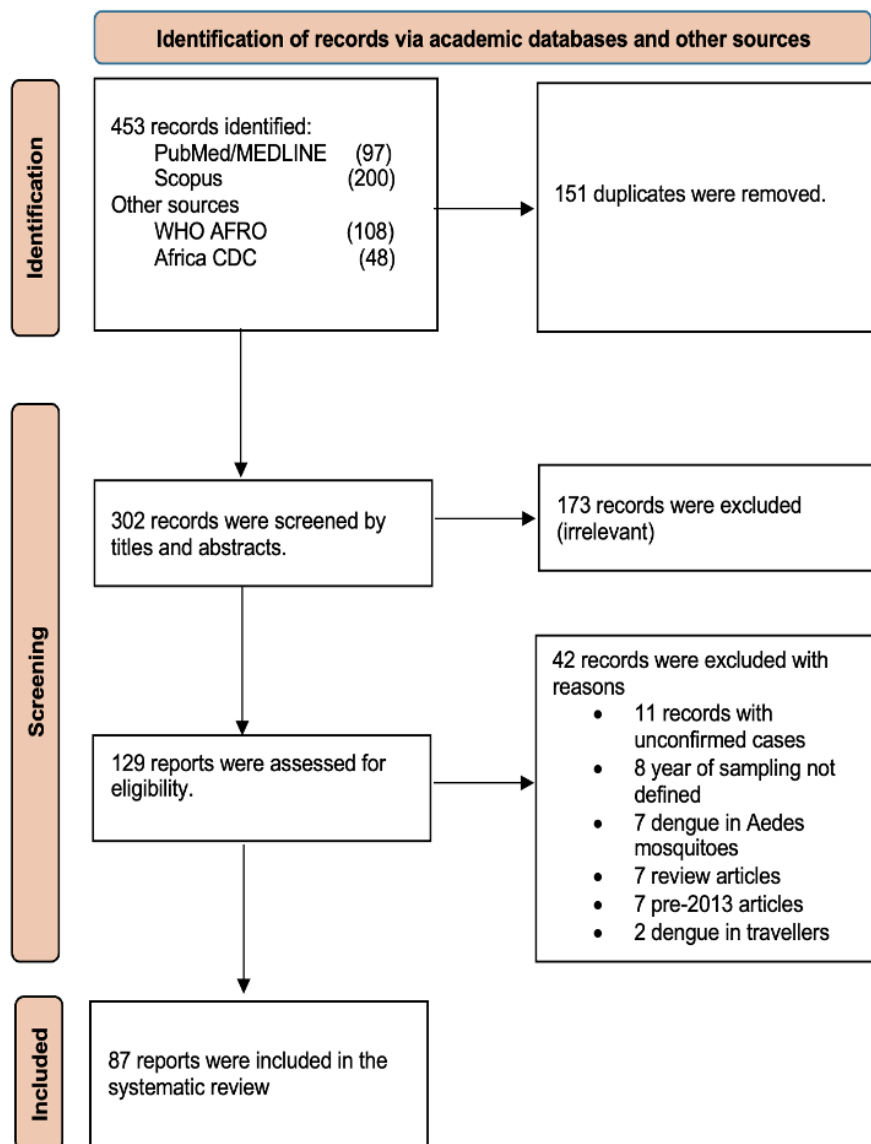 Identification of records via academic databases and other sources
Identification
453 records identified:
PubMed/MEDLINE (97)
Scopus (200)
Other sources
WHO AFRO (108)
Africa CDC (48)
151 duplicates were removed.
Screening
302 records were screened by
titles and abstracts.
173 records were excluded
(irrelevant)
129 reports were assessed for
eligibility.
42 records were excluded with
reasons
• 11 records with
unconfirmed cases
• 8 year of sampling not
defined
• 7 dengue in Aedes
mosquitoes
• 7 review articles
• 7 pre-2013 articles
• 2 dengue in travellers
Included
87 reports were included in the
systematic review